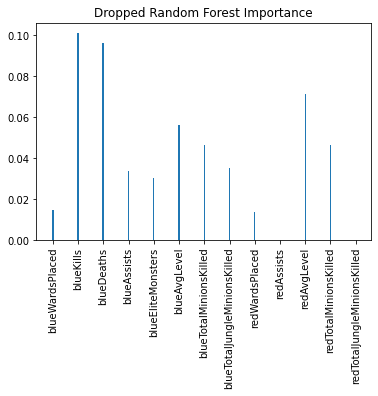 Dropped Random Forest Importance
0.10
0.08
0.06
0.04
0.02
0.00
blueWardsPlaced
blueKills
blueDeaths
blueAssists
blueEliteMonsters
blueAvgLevel
blueTotalMinionsKilled
blueTotalJungleMinionsKilled
redWardsPlaced
redAssists
redAvgLevel
redTotalMinionsKilled
redTotalJungleMinionsKilled